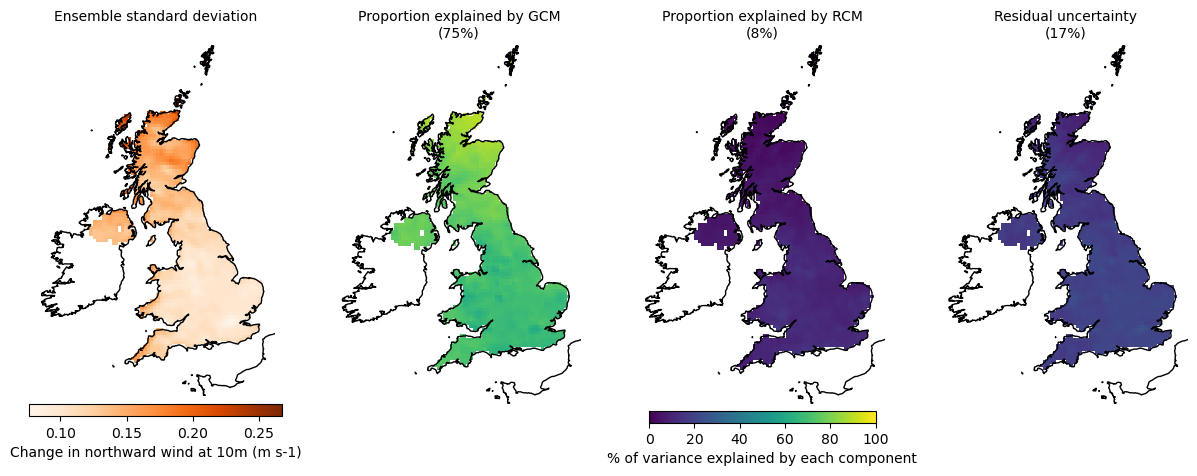 Ensemble standard deviation
Proportion explained by GCM
(75%)
Proportion explained by RCM
(8%)
Residual uncertainty
(17%)
0.10 0.15 0.20 0.25
Change in northward wind at 10m (m s-1)
0 20 40 60 80 100
% of variance explained by each component